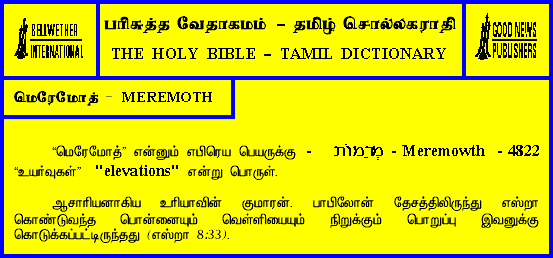 BELLWETHER
INTERNATIONAL
பரிசுத்த வேதாகமம் – தமிழ் சொல்லகராதி
THE HOLY BIBLE – TAMIL DICTIONARY
GOOD NEWS
PUBLISHERS
மெரேமோத் – MEREMOTH
“மெரேமோத்” என்னும் எபிரெய பெயருக்கு - מְרֵמוֹת - Meremowth - 4822
“உயர்வுகள்” "elevations" என்று பொருள்.
ஆசாரியனாகிய உரியாவின் குமாரன். பாபிலோன் தேசத்திலிருந்து எஸ்றா
கொண்டுவந்த பொன்னையும் வெள்ளியையும் நிறுக்கும் பொறுப்பு இவனுக்கு
கொடுக்கப்பட்டிருந்தது (எஸ்றா 8:33).